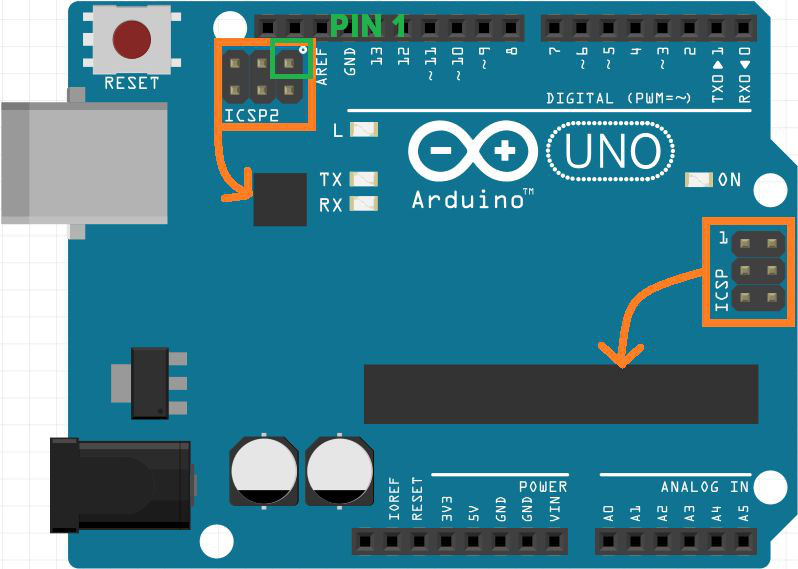 PIN 1
RESET
AREF
GND
13
12
~11
~10
~9
8
7
~6
~5
4
~3
2
TX0▶1
RX0◀0
DIGITAL (PWM=~)
ICSP2
L
TX
RX
UNO
Arduino™
ON
1
ICSP
POWER
ANALOG IN
IOREF
RESET
3V3
5V
GND
GND
VIN
A0
A1
A2
A3
A4
A5